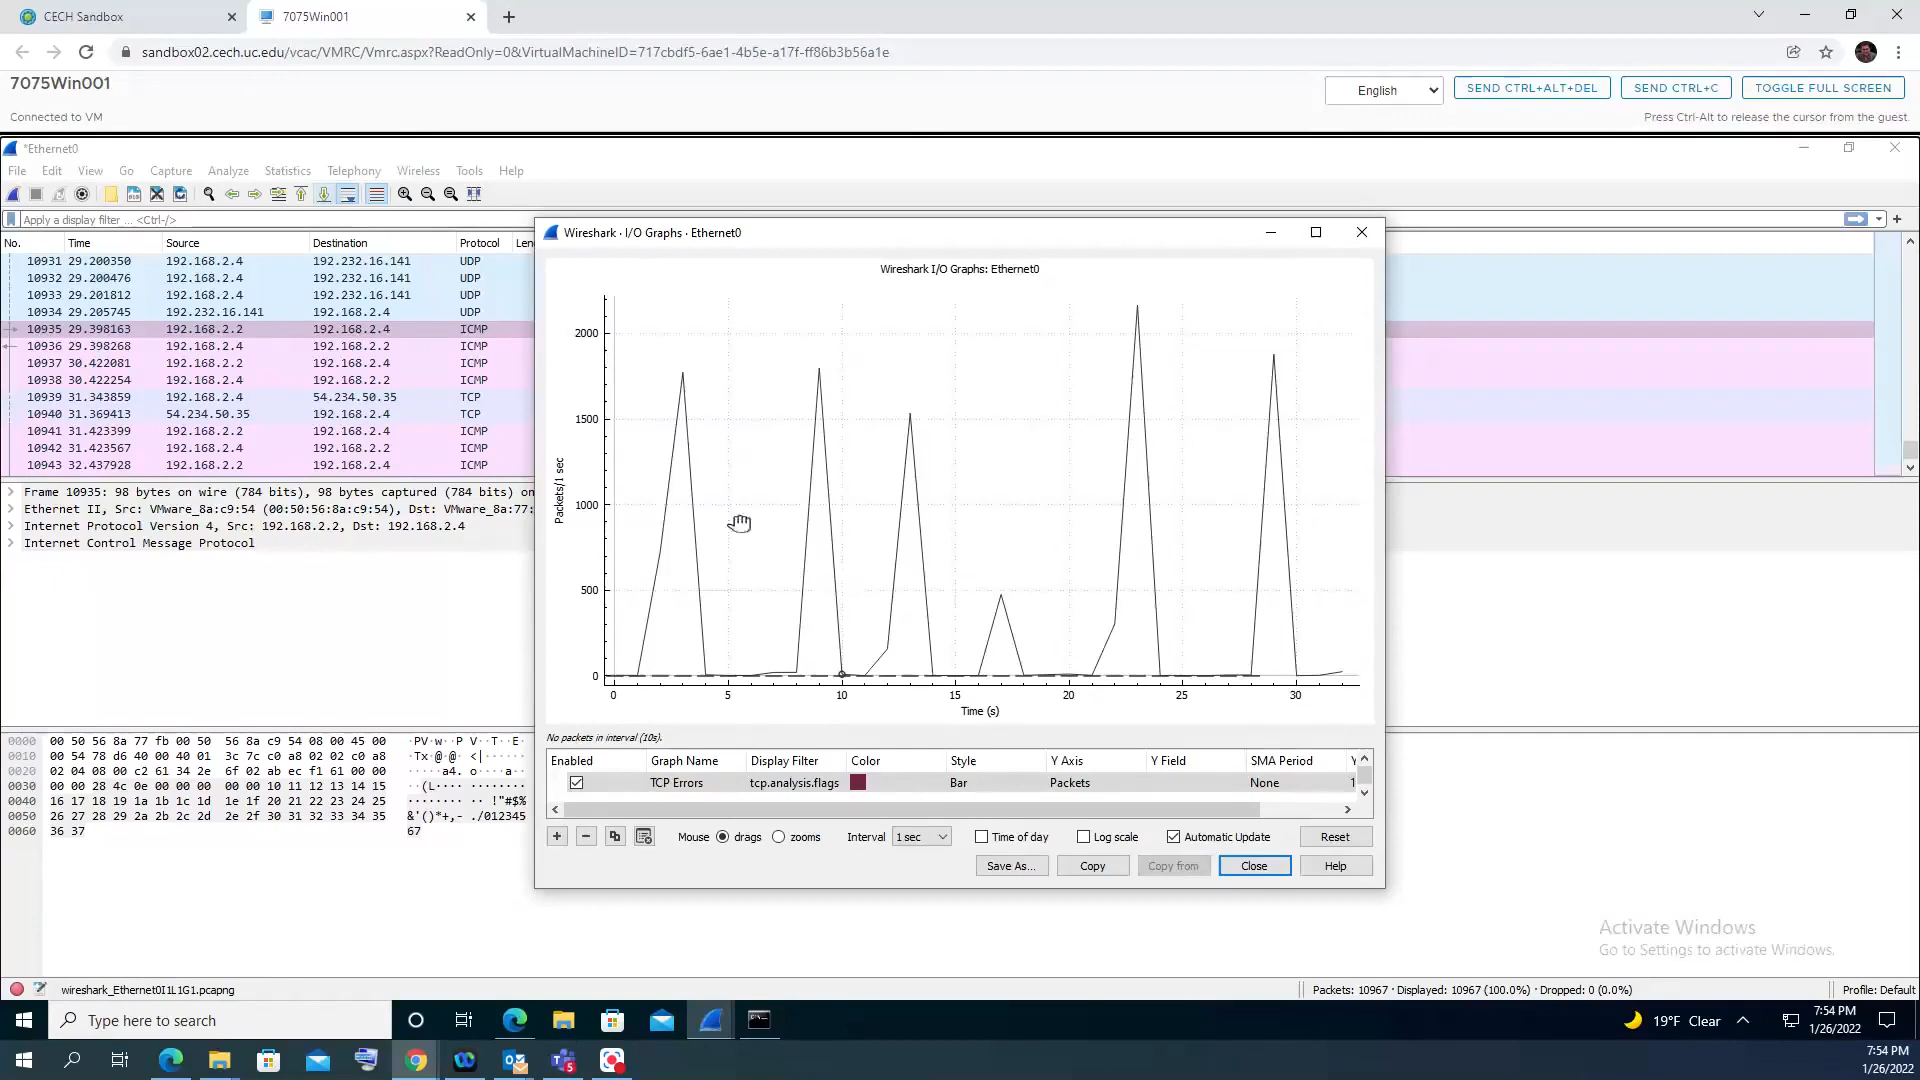 CECH Sandbox
7075Win001
sandbox02.cech.uc.edu/vcac/VMRC/Vmrc.aspx?ReadOnly=0&VirtualMachineID=717cbdf5-6ae1-4b5e-a17f-ff86b3b56a1e
7075Win001
English
SEND CTRL+ALT+DEL
SEND CTRL+C
TOGGLE FULL SCREEN
Connected to VM
Press Ctrl-Alt to release the cursor from the guest.
*Ethernet0
File Edit View Go Capture Analyze Statistics Telephony Wireless Tools Help
Apply a display filter ... <Ctrl-/>
No. Time Source Destination Protocol
10931 29.200350 192.168.2.4 192.232.16.141 UDP
10932 29.200476 192.168.2.4 192.232.16.141 UDP
10933 29.201812 192.168.2.4 192.232.16.141 UDP
10934 29.205745 192.232.16.141 192.168.2.4 UDP
10935 29.398163 192.168.2.2 192.168.2.4 ICMP
10936 29.398268 192.168.2.4 192.168.2.2 ICMP
10937 30.422081 192.168.2.2 192.168.2.4 ICMP
10938 30.422254 192.168.2.4 192.168.2.2 ICMP
10939 31.343859 192.168.2.4 54.234.50.35 TCP
10940 31.369413 54.234.50.35 192.168.2.4 TCP
10941 31.423399 192.168.2.2 192.168.2.4 ICMP
10942 31.423567 192.168.2.4 192.168.2.2 ICMP
10943 32.437928 192.168.2.2 192.168.2.4 ICMP
Frame 10935: 98 bytes on wire (784 bits), 98 bytes captured (784 bits) on
Ethernet II, Src: VMware_8a:c9:54 (00:50:56:8a:c9:54), Dst: VMware_8a:77:
Internet Protocol Version 4, Src: 192.168.2.2, Dst: 192.168.2.4
Internet Control Message Protocol
0000 00 50 56 8a 77 fb 00 50 56 8a c9 54 08 00 45 00 ·PV·w··P V··T··E·
0010 00 54 78 d6 40 00 40 01 3c 7c c0 a8 02 02 c0 a8 ·Tx·@·@· <|······
0020 02 04 08 00 c2 61 34 2e 6f 02 ab ec f1 61 00 00 ·····a4. o····a··
0030 00 00 28 4c 0e 00 00 00 00 00 10 11 12 13 14 15 ··(L···· ········
0040 16 17 18 19 1a 1b 1c 1d 1e 1f 20 21 22 23 24 25 ········ ·· !"#$%
0050 26 27 28 29 2a 2b 2c 2d 2e 2f 30 31 32 33 34 35 &'()*+,- ./012345
0060 36 37 67
Wireshark · I/O Graphs · Ethernet0
Wireshark I/O Graphs: Ethernet0
2000
1500
1000
500
0
Packets/1 sec
0 5 10 15 20 25 30
Time (s)
No packets in interval (10s).
Enabled Graph Name Display Filter Color Style Y Axis Y Field SMA Period Y
TCP Errors tcp.analysis.flags Bar Packets None 1
Mouse drags zooms Interval 1 sec Time of day Log scale Automatic Update Reset
Save As... Copy Copy from Close Help
Activate Windows
Go to Settings to activate Windows.
wireshark_Ethernet0I1L1G1.pcapng
Packets: 10967 · Displayed: 10967 (100.0%) · Dropped: 0 (0.0%)
Profile: Default
Type here to search
19°F Clear
7:54 PM
1/26/2022
7:54 PM
1/26/2022